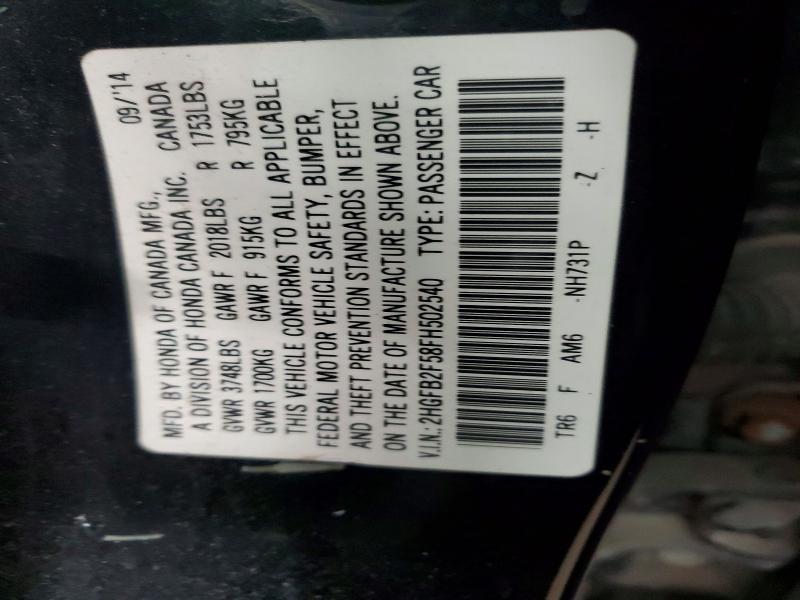 MFD. BY HONDA OF CANADA MFG., 09/'14
A DIVISION OF HONDA CANADA INC. CANADA
GVWR 3748LBS GAWR F 2018LBS R 1753LBS
GVWR 1700KG GAWR F 915KG R 795KG
THIS VEHICLE CONFORMS TO ALL APPLICABLE
FEDERAL MOTOR VEHICLE SAFETY, BUMPER,
AND THEFT PREVENTION STANDARDS IN EFFECT
ON THE DATE OF MANUFACTURE SHOWN ABOVE.
V.I.N.: 2HGFB2F58FH502540 TYPE: PASSENGER CAR
TR6 F AM6 -NH731P -Z -H